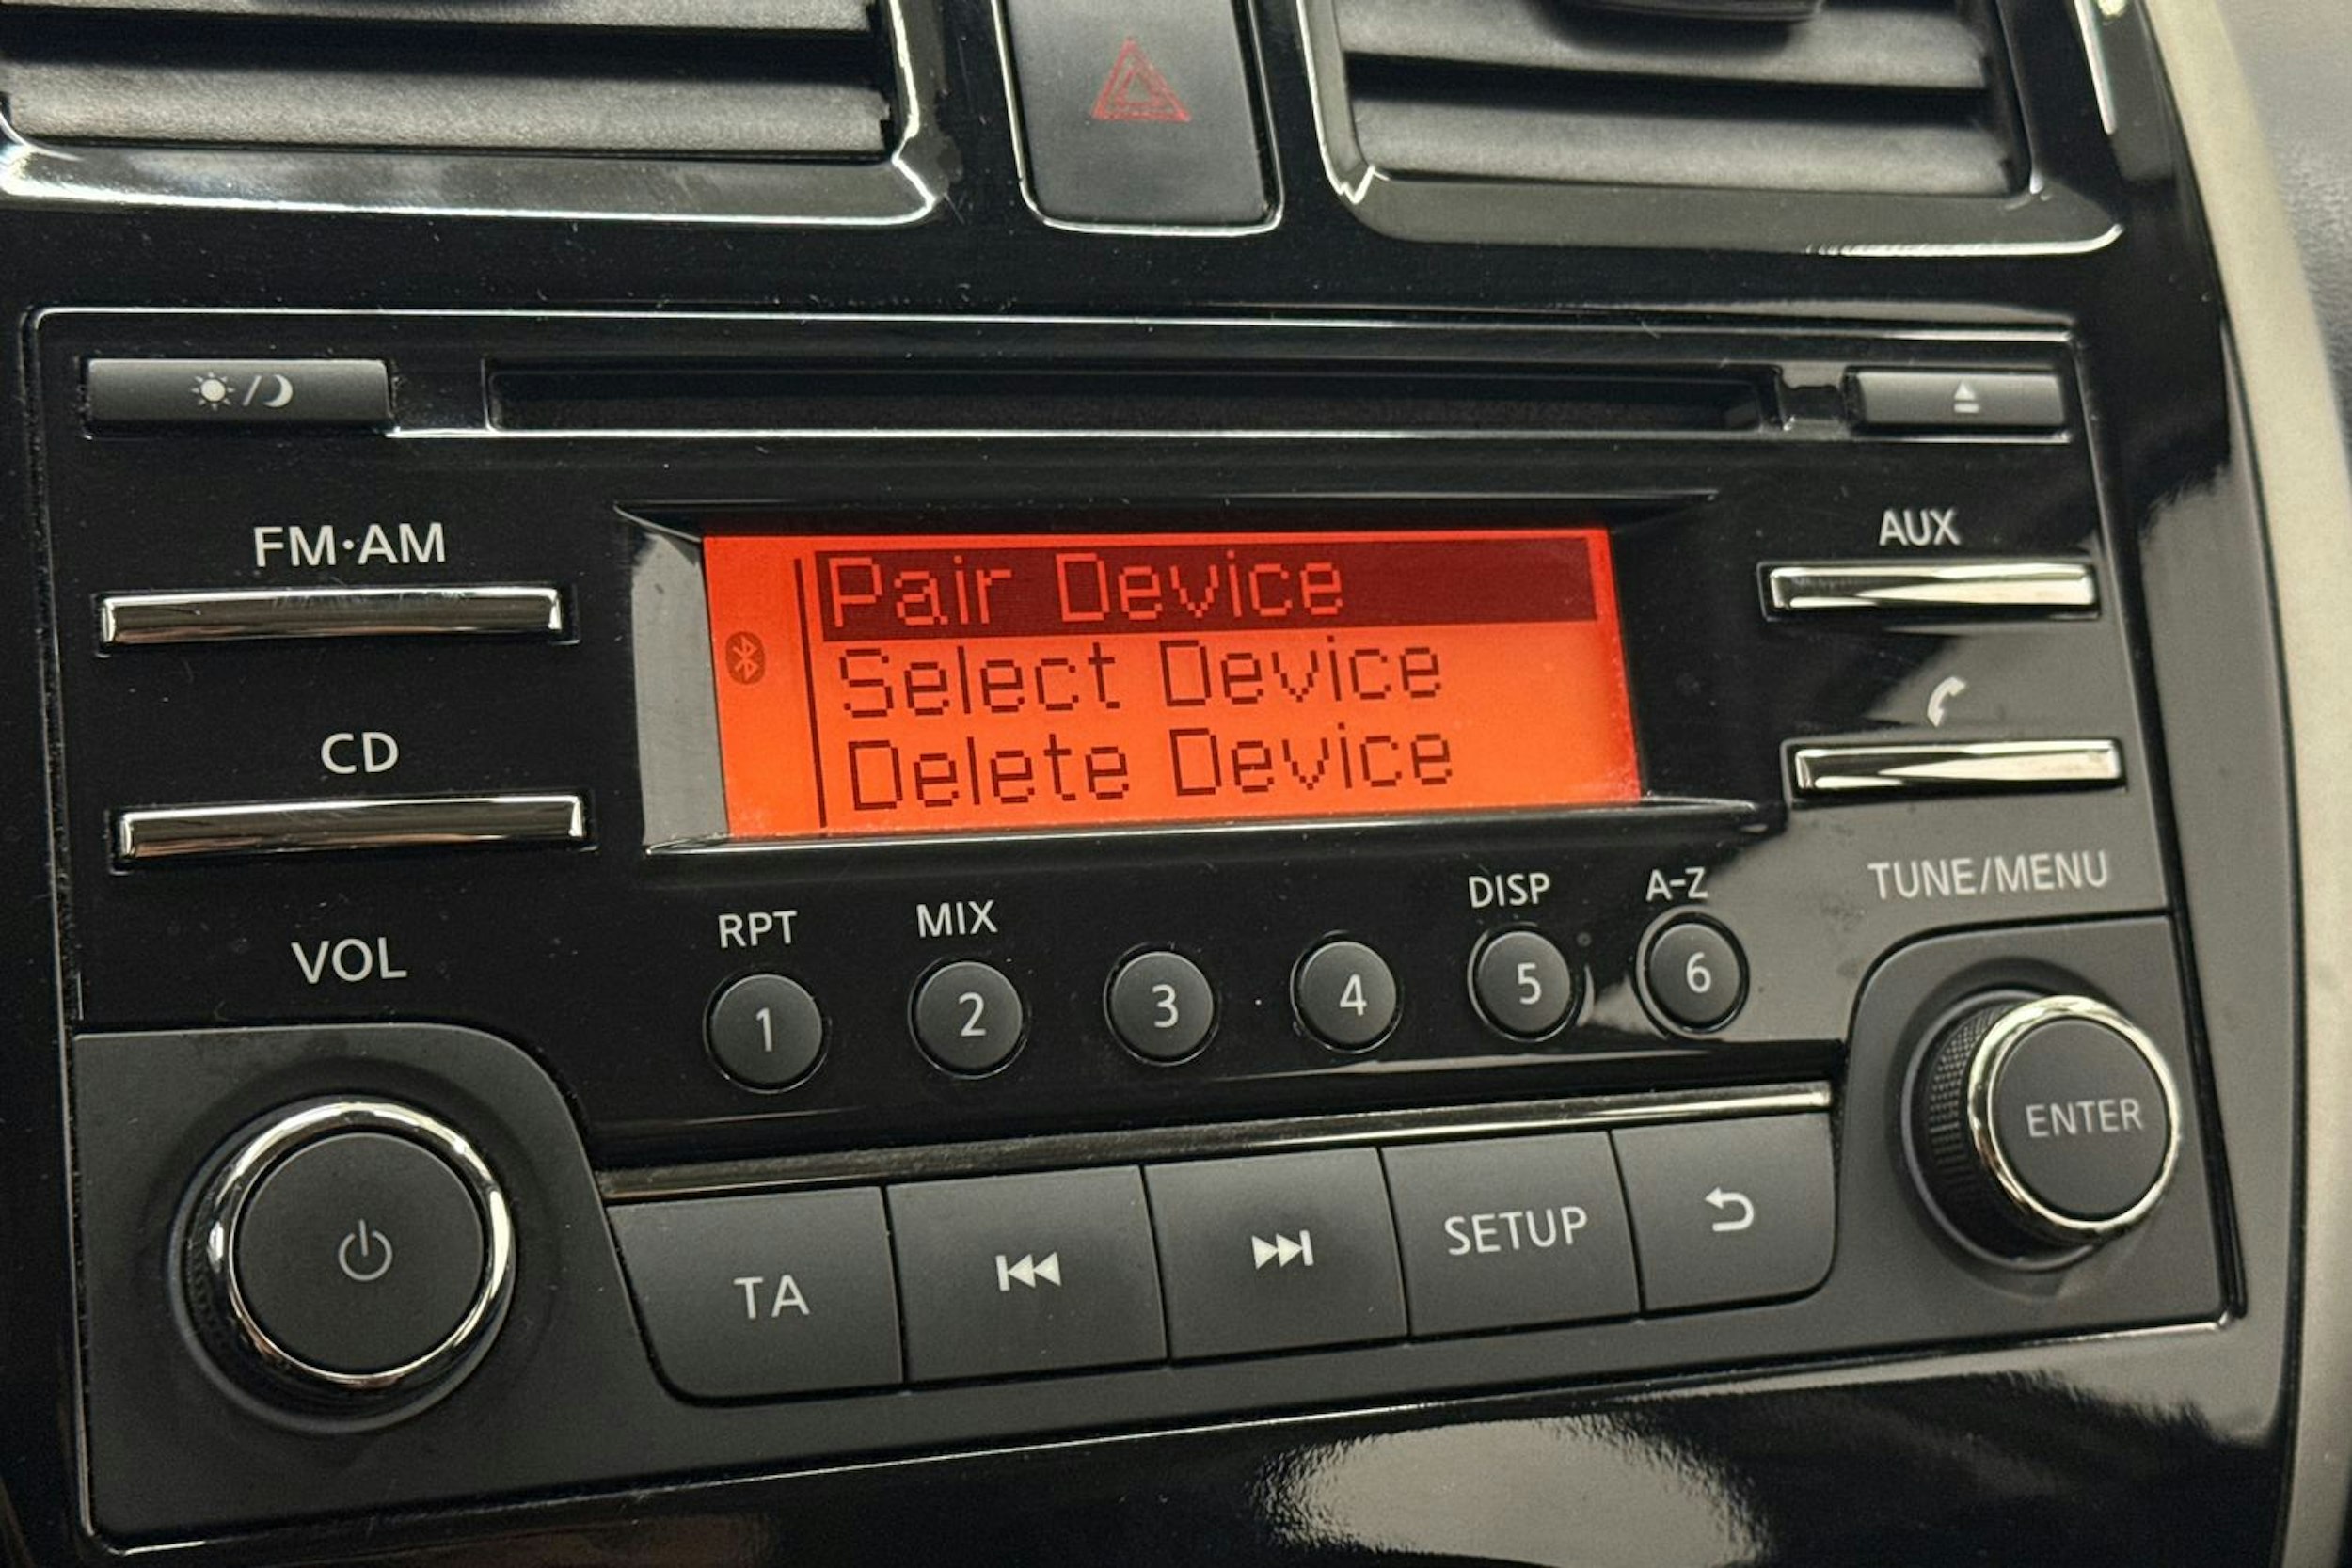 FM·AM
AUX
Pair Device
Select Device
Delete Device
CD
TUNE/MENU
VOL
RPT
MIX
DISP
A-Z
1
2
3
4
5
6
ENTER
TA
SETUP